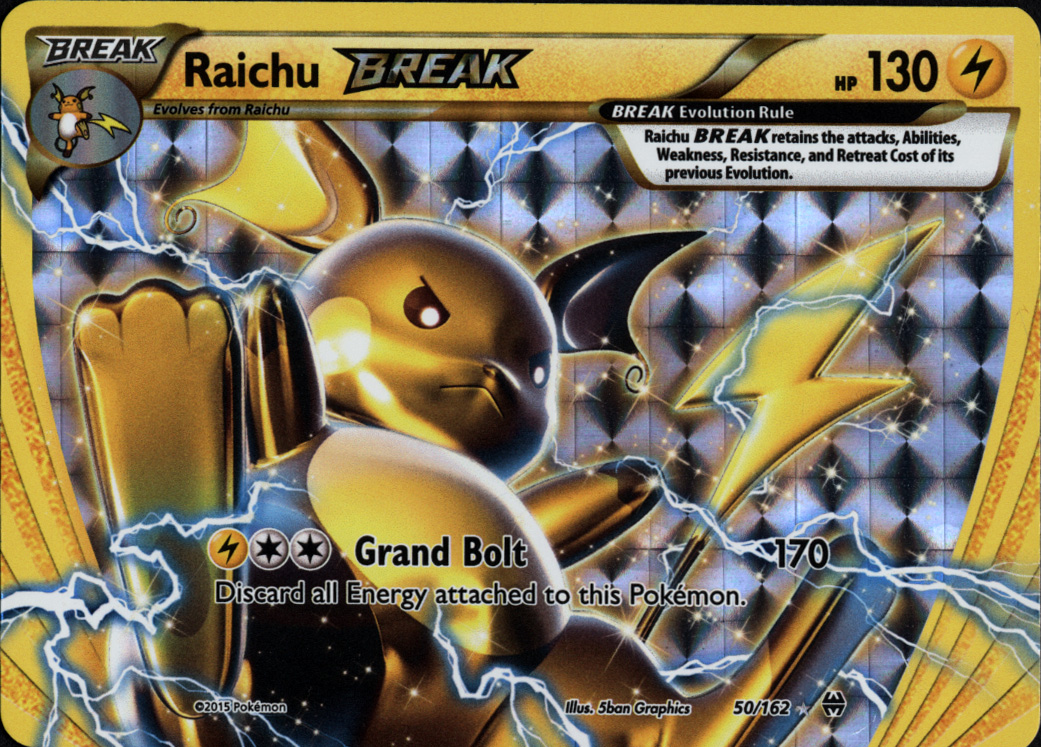 BREAK
Raichu BREAK
HP 130
Evolves from Raichu
BREAK Evolution Rule
Raichu BREAK retains the attacks, Abilities,
Weakness, Resistance, and Retreat Cost of its
previous Evolution.
Grand Bolt 170
Discard all Energy attached to this Pokémon.
©2015 Pokémon
Illus. 5ban Graphics
50/162